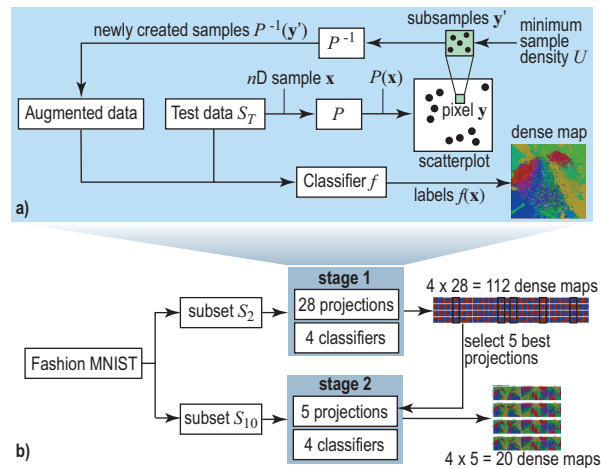 newly created samples P⁻¹(y')
P⁻¹
subsamples y'
minimum
sample
density U
nD sample x
P(x)
Augmented data
Test data S_T
P
pixel y
scatterplot
dense map
Classifier f
labels f(x)
a)
stage 1
28 projections
4 classifiers
4 x 28 = 112 dense maps
subset S₂
select 5 best
projections
Fashion MNIST
stage 2
subset S₁₀
5 projections
4 classifiers
4 x 5 = 20 dense maps
b)